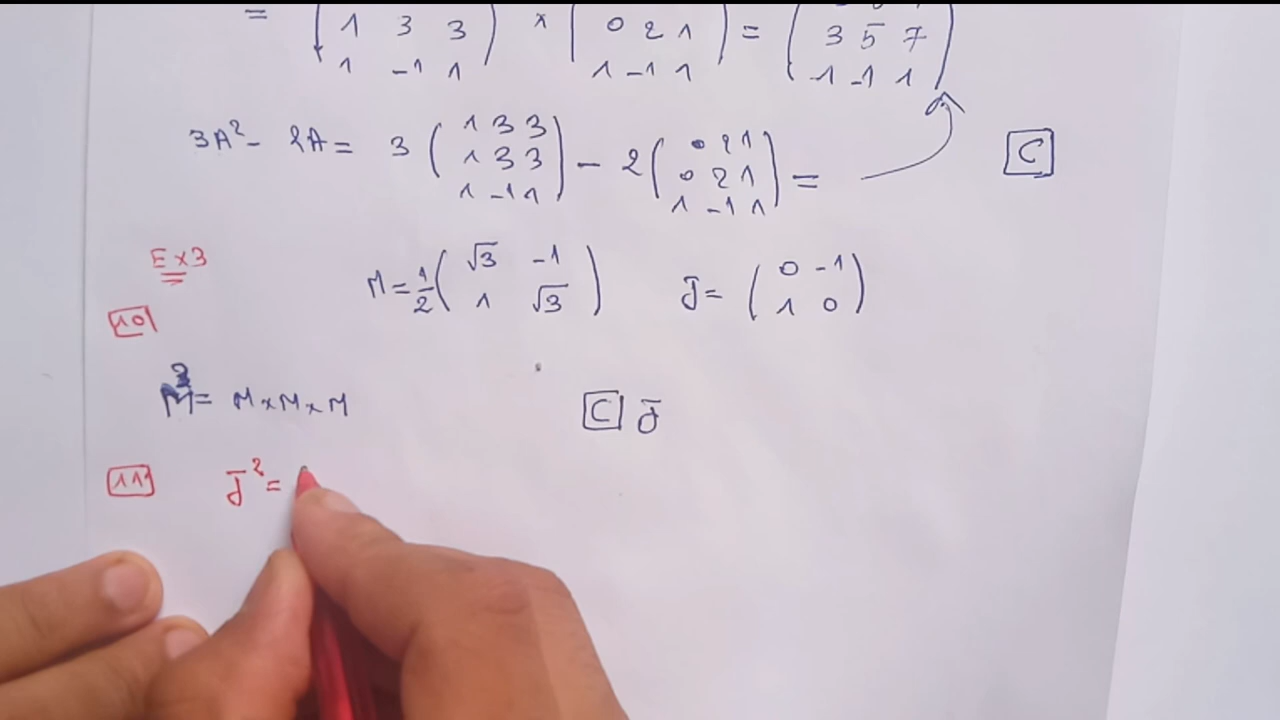 = ( 1 3 3 ) × ( 0 2 1 ) = ( 3 5 7 )
1 -1 1 1 -1 1 -1 -1 1
3A² - 2A = 3 ( 1 3 3 ) - 2 ( 0 2 1 ) =
1 3 3 0 2 1
1 -1 1 1 -1 1
C
Ex3
M = 1/2 ( √3 -1 ) J = ( 0 -1 )
1 √3 1 0
10
M³ = M × M × M C J
11 J² =